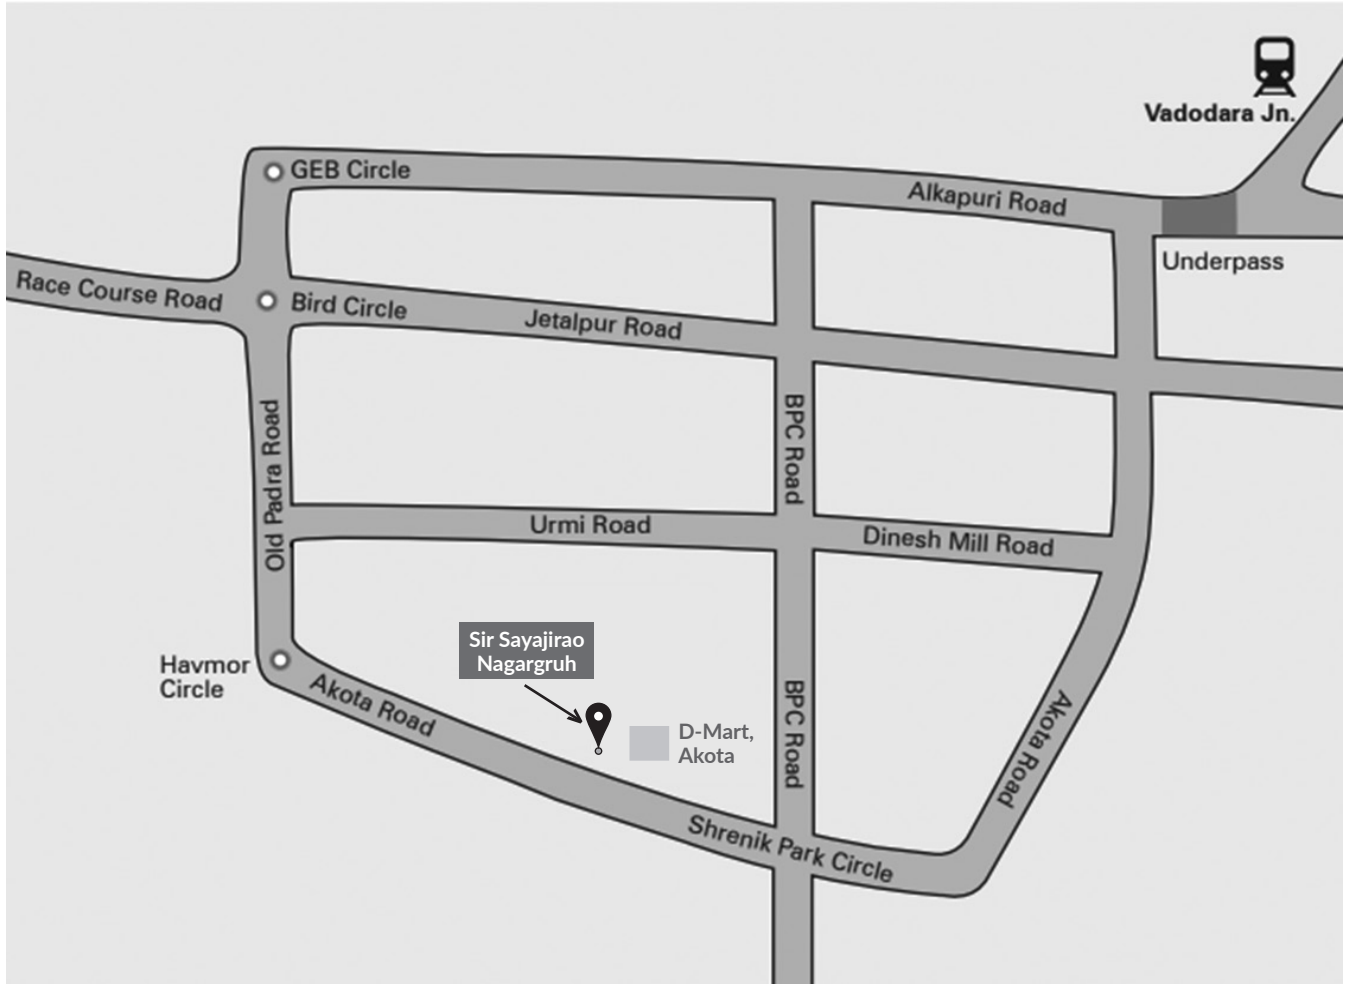 Vadodara Jn.
GEB Circle
Alkapuri Road
Underpass
Race Course Road
Bird Circle
Jetalpur Road
BPC Road
Old Padra Road
Urmi Road
Dinesh Mill Road
Sir Sayajirao
Nagargruh
Havmor
Circle
Akota Road
D-Mart,
Akota
BPC Road
Akota Road
Shrenik Park Circle